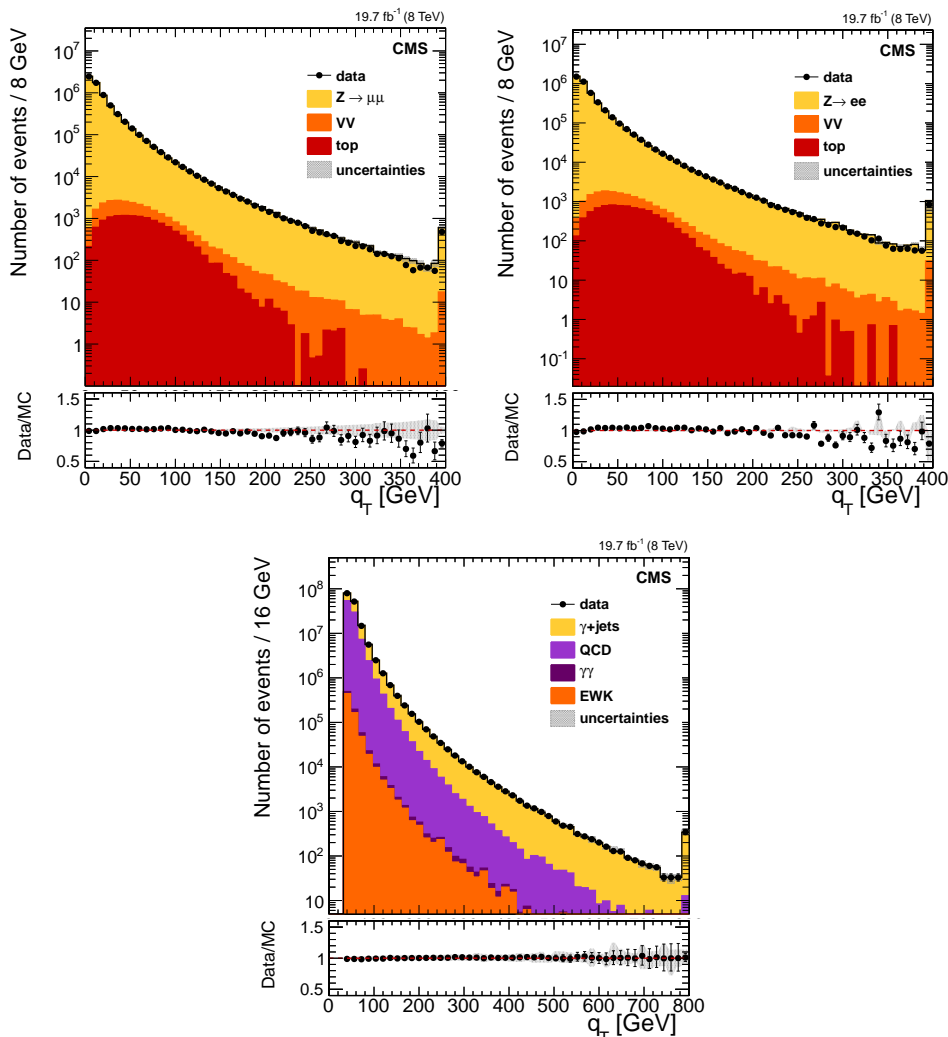 19.7 fb⁻¹ (8 TeV)
CMS
Number of events / 8 GeV
10⁷
10⁶
10⁵
10⁴
10³
10²
10
1
data
Z → μμ
VV
top
uncertainties
Data/MC
1.5
1
0.5
0 50 100 150 200 250 300 350 400
q_T [GeV]
19.7 fb⁻¹ (8 TeV)
CMS
Number of events / 8 GeV
10⁷
10⁶
10⁵
10⁴
10³
10²
10
1
10⁻¹
data
Z→ ee
VV
top
uncertainties
Data/MC
1.5
1
0.5
0 50 100 150 200 250 300 350 400
q_T [GeV]
19.7 fb⁻¹ (8 TeV)
CMS
Number of events / 16 GeV
10⁸
10⁷
10⁶
10⁵
10⁴
10³
10²
10
data
γ+jets
QCD
γγ
EWK
uncertainties
Data/MC
1.5
1
0.5
0 100 200 300 400 500 600 700 800
q_T [GeV]